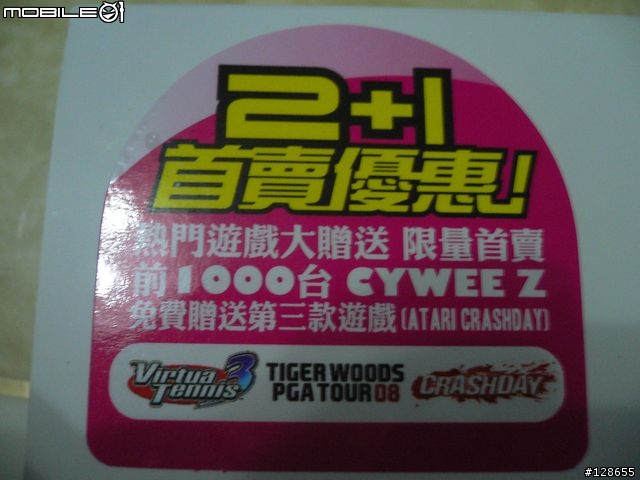 MOBILE01
2+1
首賣優惠!
熱門遊戲大贈送 限量首賣
前1000台 CYWEE Z
免費贈送第三款遊戲(ATARI CRASHDAY)
Virtua Tennis 3
TIGER WOODS
PGA TOUR 08
CRASHDAY
#128655